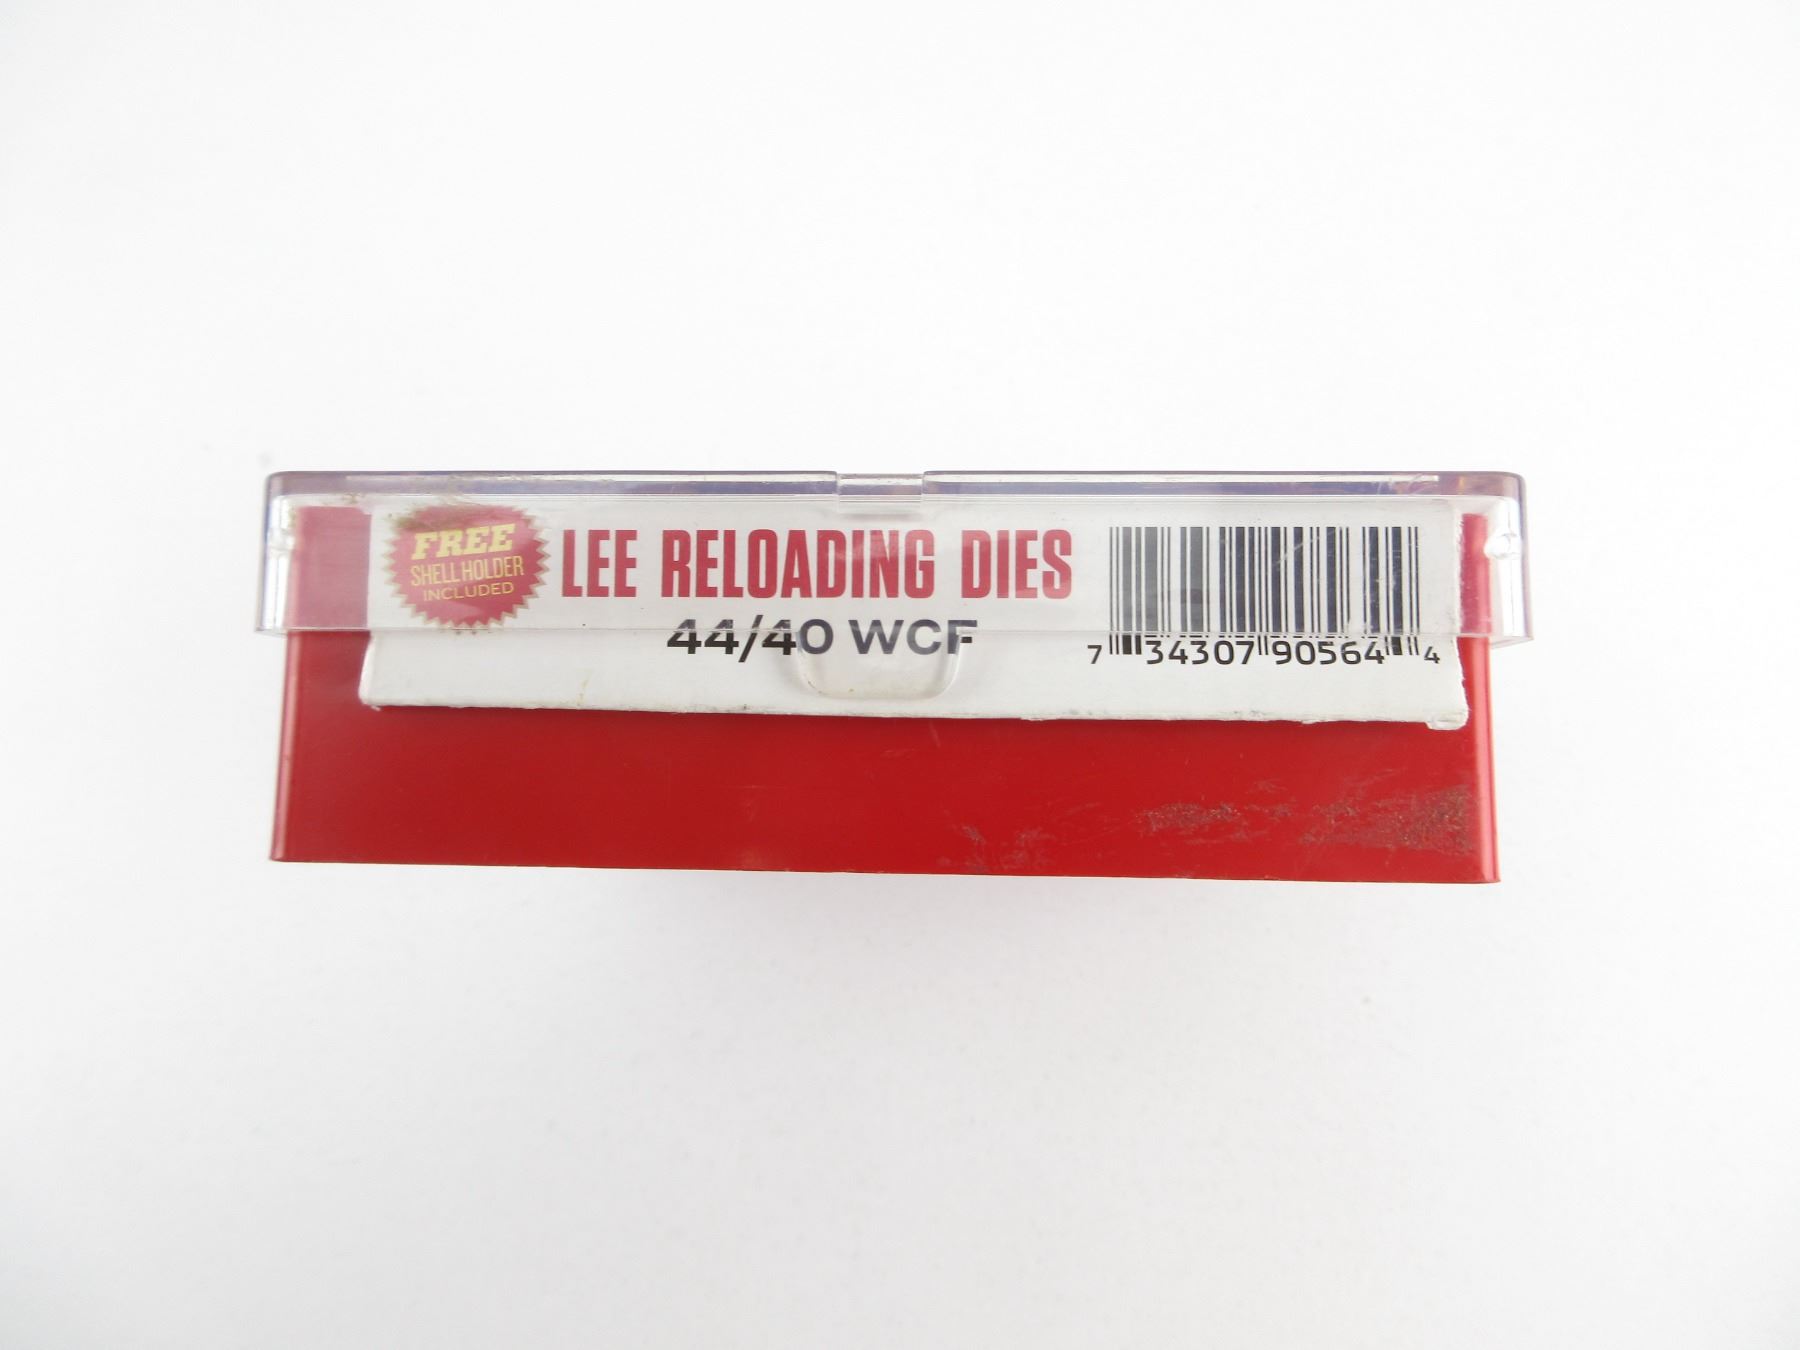 FREE
SHELL HOLDER
INCLUDED
LEE RELOADING DIES
44/40 WCF
7 34307 90564 4